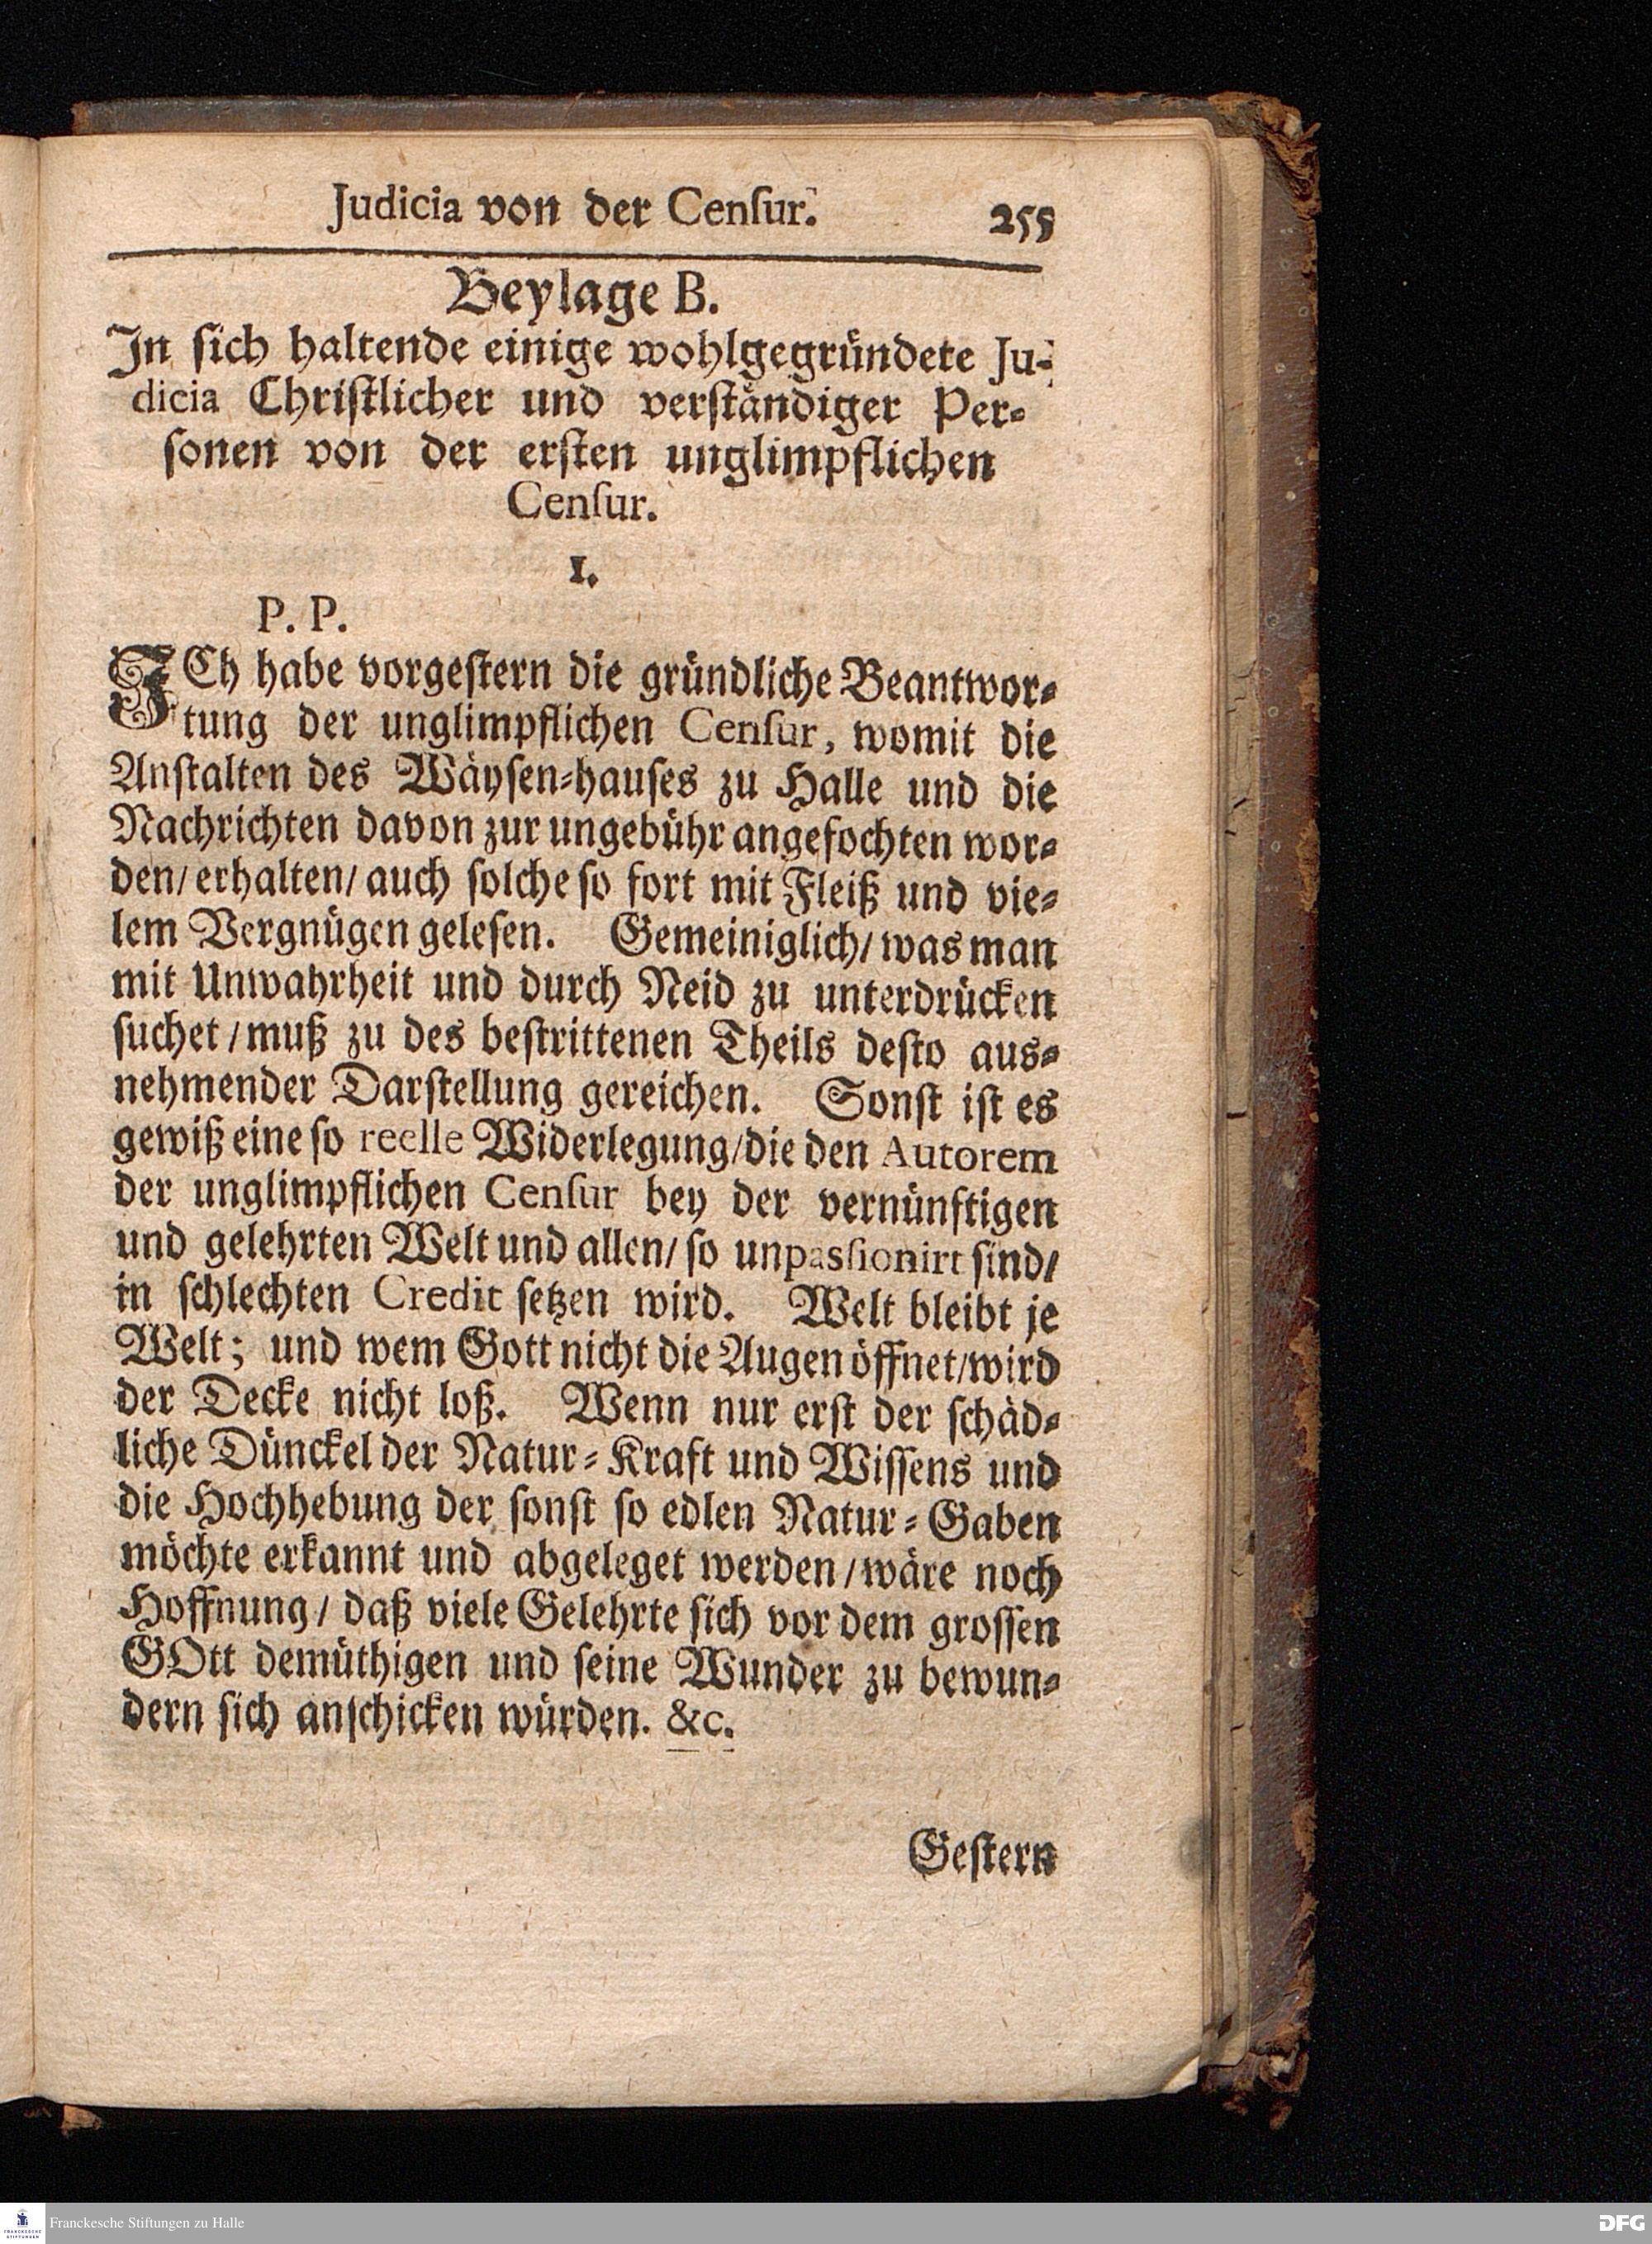 Judicia von der Cenſur. 255
Beylage B.
In ſich haltende einige wohlgegründete Ju-
dicia Chriſtlicher und verſtändiger Per-
ſonen von der erſten unglimpflichen
Cenſur.
1.
P. P.
ICh habe vorgeſtern die gründliche Beantwor-
tung der unglimpflichen Cenſur, womit die
Anſtalten des Wäyſen-hauſes zu Halle und die
Nachrichten davon zur ungebühr angefochten wor-
den/ erhalten/ auch ſolche ſo fort mit Fleiß und vie-
lem Vergnügen geleſen. Gemeiniglich/ was man
mit Unwahrheit und durch Neid zu unterdrücken
ſuchet / muß zu des beſtrittenen Theils deſto aus-
nehmender Darſtellung gereichen. Sonſt iſt es
gewiß eine ſo reelle Widerlegung/ die den Autorem
der unglimpflichen Cenſur bey der vernünftigen
und gelehrten Welt und allen/ ſo unpaſſionirt ſind/
in ſchlechten Credit ſetzen wird. Welt bleibt je
Welt; und wem Gott nicht die Augen öffnet/wird
der Decke nicht loß. Wenn nur erſt der ſchäd-
liche Dünckel der Natur-Kraft und Wiſſens und
die Hochhebung der ſonſt ſo edlen Natur-Gaben
möchte erkannt und abgeleget werden / wäre noch
Hoffnung / daß viele Gelehrte ſich vor dem groſſen
GOtt demüthigen und ſeine Wunder zu bewun-
dern ſich anſchicken würden. &c.
Geſtern
FRANCKESCHE
STIFTUNGEN
Franckesche Stiftungen zu Halle
DFG